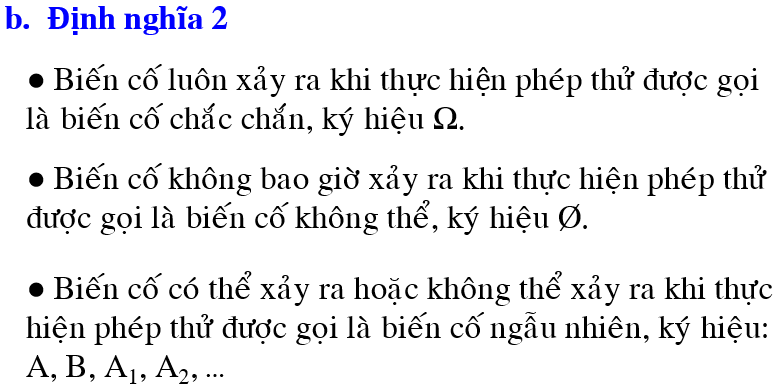 b. Định nghĩa 2
● Biến cố luôn xảy ra khi thực hiện phép thử được gọi
là biến cố chắc chắn, ký hiệu Ω.
● Biến cố không bao giờ xảy ra khi thực hiện phép thử
được gọi là biến cố không thể, ký hiệu Ø.
● Biến cố có thể xảy ra hoặc không thể xảy ra khi thực
hiện phép thử được gọi là biến cố ngẫu nhiên, ký hiệu:
A, B, A₁, A₂, ...